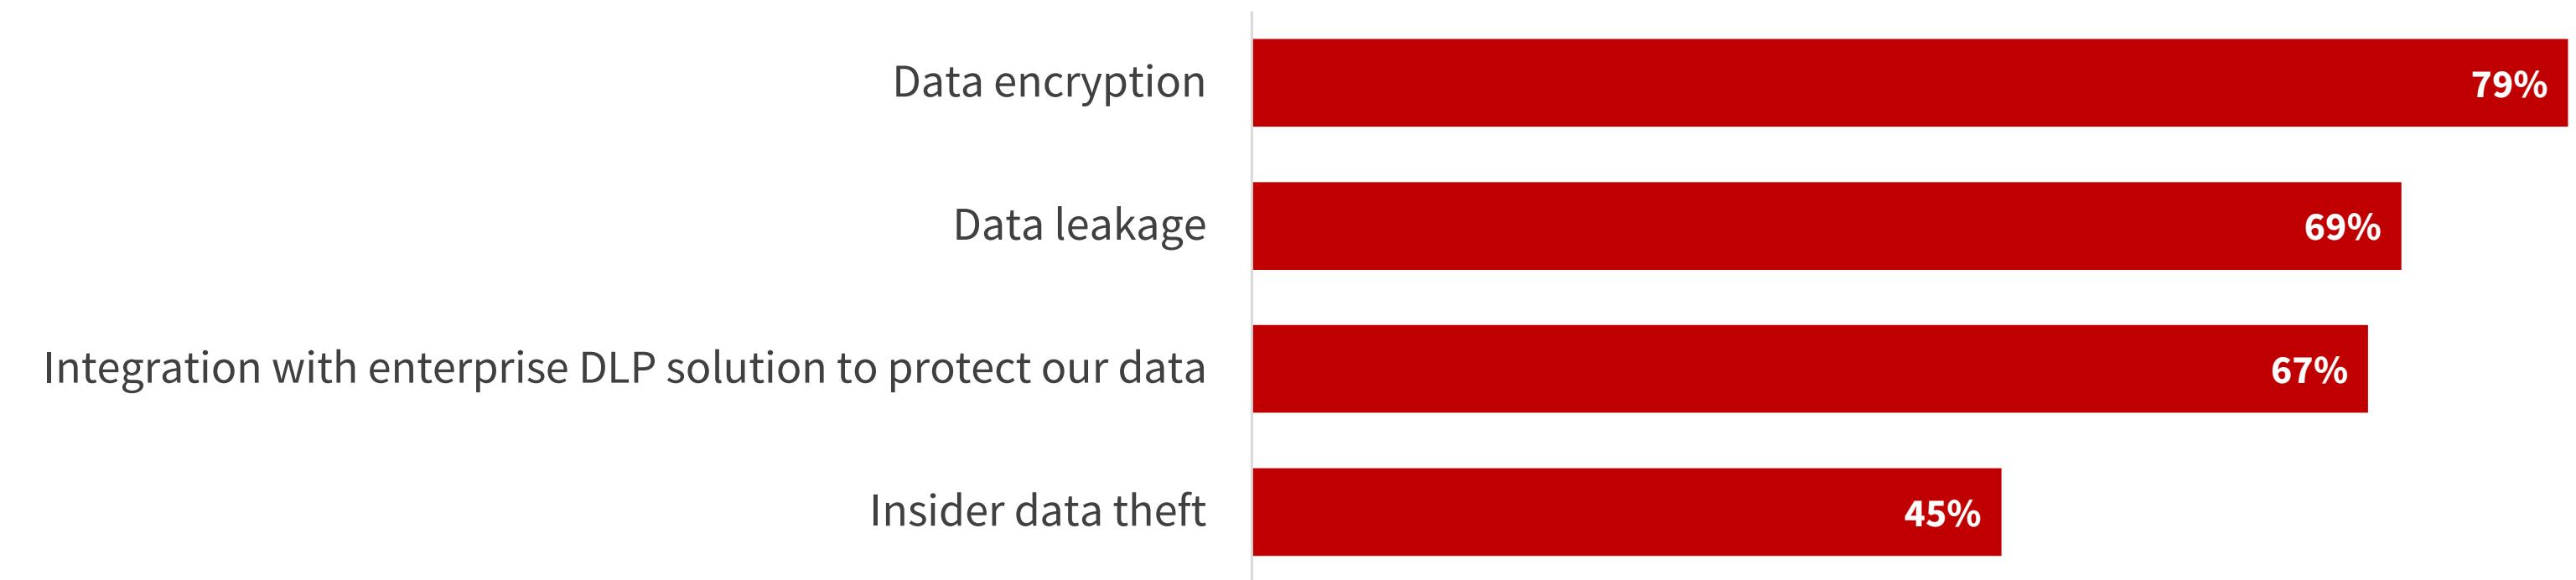 Data encryption 79%
Data leakage 69%
Integration with enterprise DLP solution to protect our data 67%
Insider data theft 45%